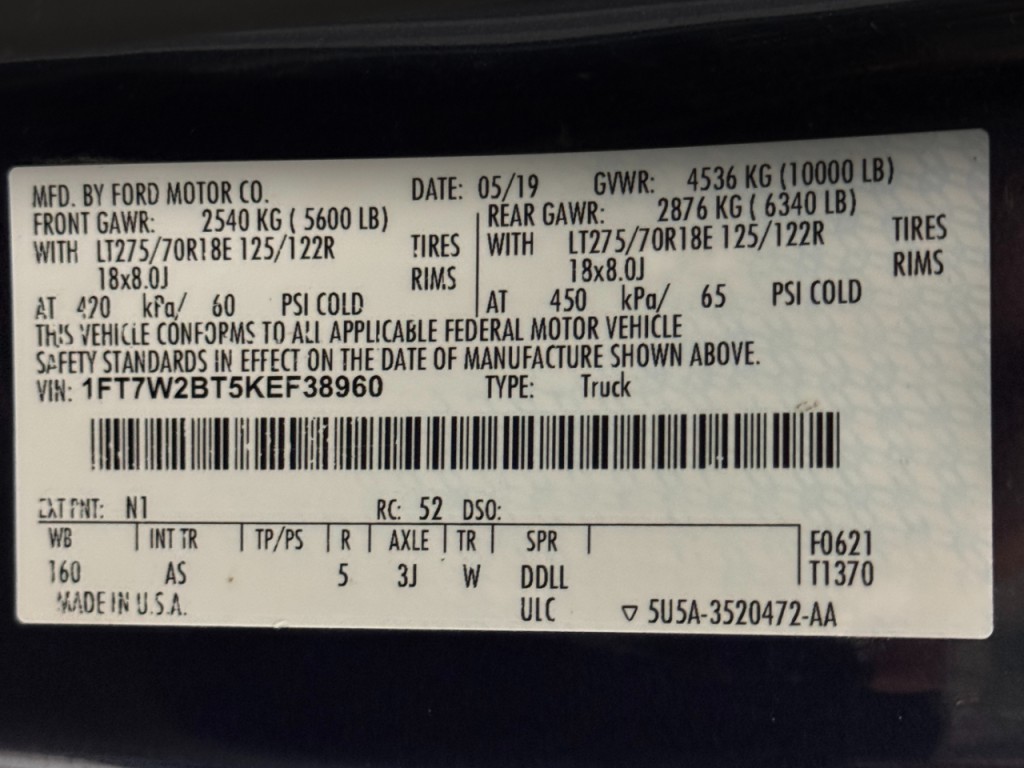 MFD. BY FORD MOTOR CO. DATE: 05/19 GVWR: 4536 KG (10000 LB)
FRONT GAWR: 2540 KG ( 5600 LB) REAR GAWR: 2876 KG ( 6340 LB)
WITH LT275/70R18E 125/122R TIRES WITH LT275/70R18E 125/122R TIRES
18x8.0J RIMS 18x8.0J RIMS
AT 420 kPa/ 60 PSI COLD AT 450 kPa/ 65 PSI COLD
THIS VEHICLE CONFORMS TO ALL APPLICABLE FEDERAL MOTOR VEHICLE
SAFETY STANDARDS IN EFFECT ON THE DATE OF MANUFACTURE SHOWN ABOVE.
VIN: 1FT7W2BT5KEF38960 TYPE: Truck
EXT PNT: N1 RC: 52 DSO:
WB INT TR TP/PS R AXLE TR SPR F0621
160 AS 5 3J W DDLL T1370
MADE IN U.S.A. ULC ▽ 5U5A-3520472-AA